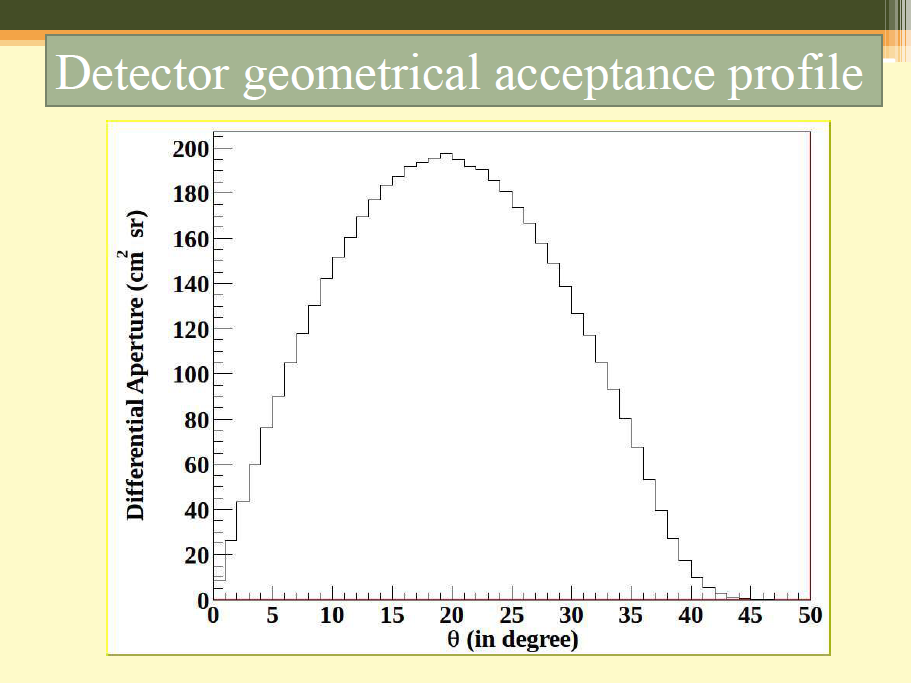 Detector geometrical acceptance profile
Differential Aperture (cm² sr)
200
180
160
140
120
100
80
60
40
20
0
0 5 10 15 20 25 30 35 40 45 50
θ (in degree)